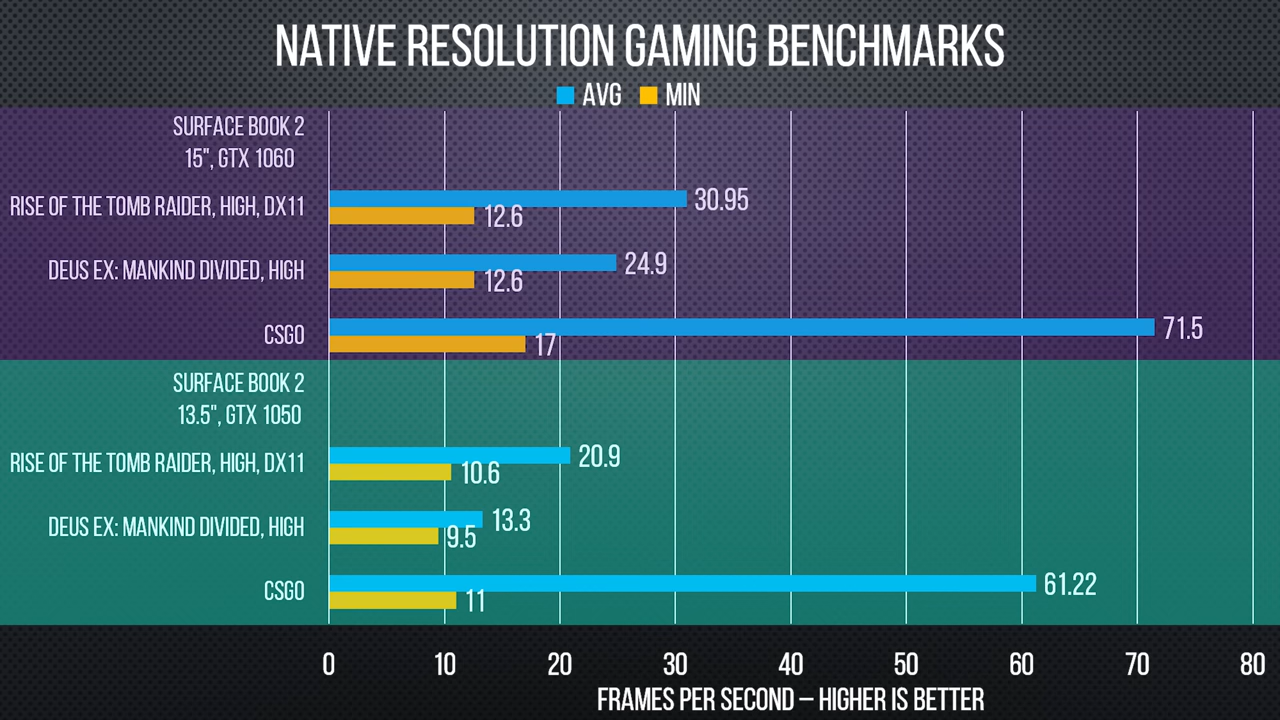 NATIVE RESOLUTION GAMING BENCHMARKS
AVG MIN
SURFACE BOOK 2
15", GTX 1060
RISE OF THE TOMB RAIDER, HIGH, DX11
30.95
12.6
DEUS EX: MANKIND DIVIDED, HIGH
24.9
12.6
CSGO
71.5
17
SURFACE BOOK 2
13.5", GTX 1050
RISE OF THE TOMB RAIDER, HIGH, DX11
20.9
10.6
DEUS EX: MANKIND DIVIDED, HIGH
13.3
9.5
CSGO
61.22
11
0 10 20 30 40 50 60 70 80
FRAMES PER SECOND – HIGHER IS BETTER